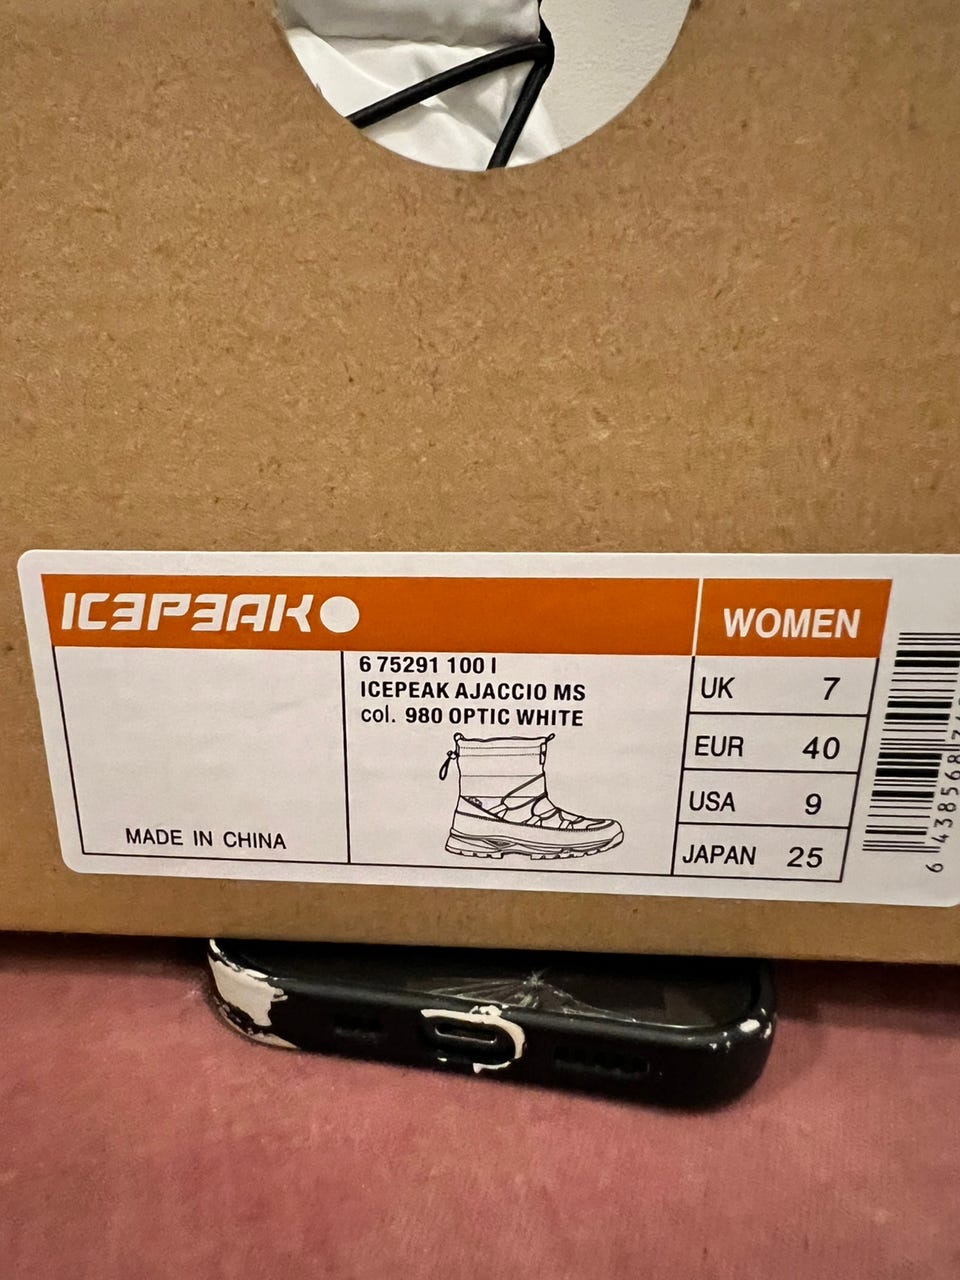 ICEPEAK
WOMEN
6 75291 100 I
ICEPEAK AJACCIO MS
col. 980 OPTIC WHITE
MADE IN CHINA
UK 7
EUR 40
USA 9
JAPAN 25